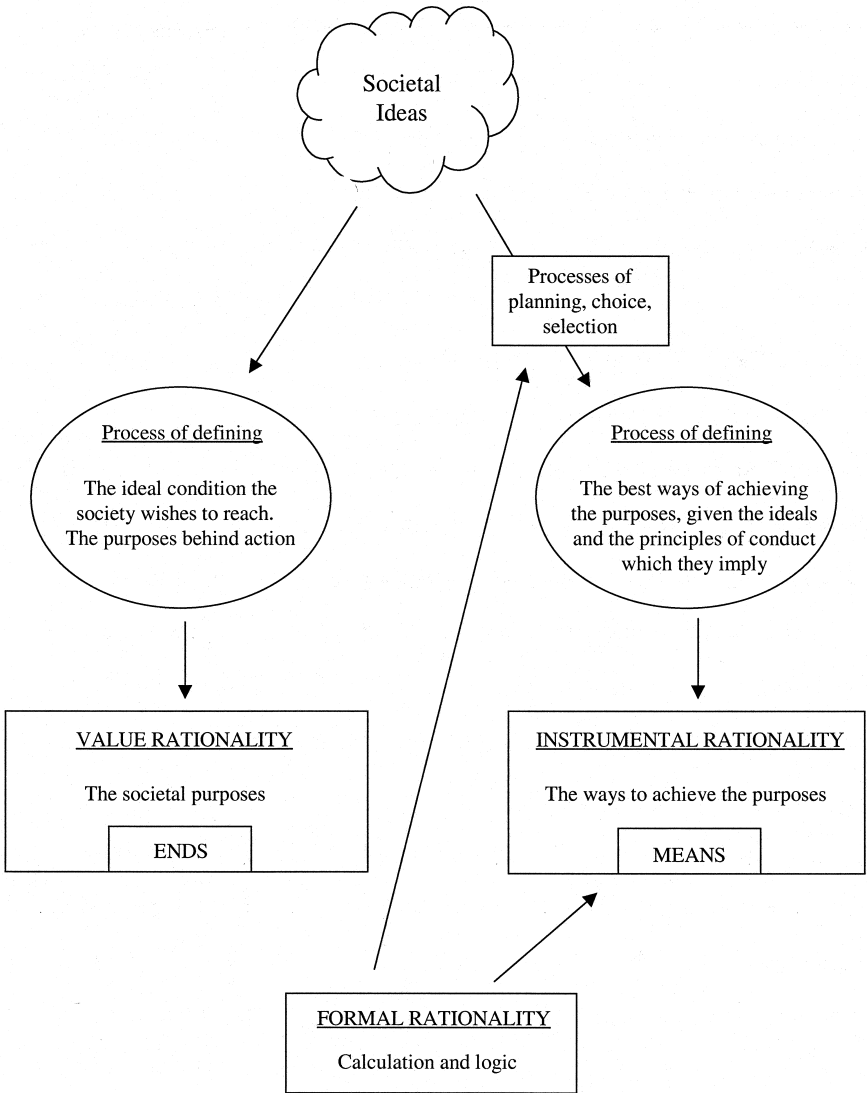 Societal
Ideas
Processes of
planning, choice,
selection
Process of defining
The ideal condition the
society wishes to reach.
The purposes behind action
Process of defining
The best ways of achieving
the purposes, given the ideals
and the principles of conduct
which they imply
VALUE RATIONALITY
The societal purposes
ENDS
INSTRUMENTAL RATIONALITY
The ways to achieve the purposes
MEANS
FORMAL RATIONALITY
Calculation and logic